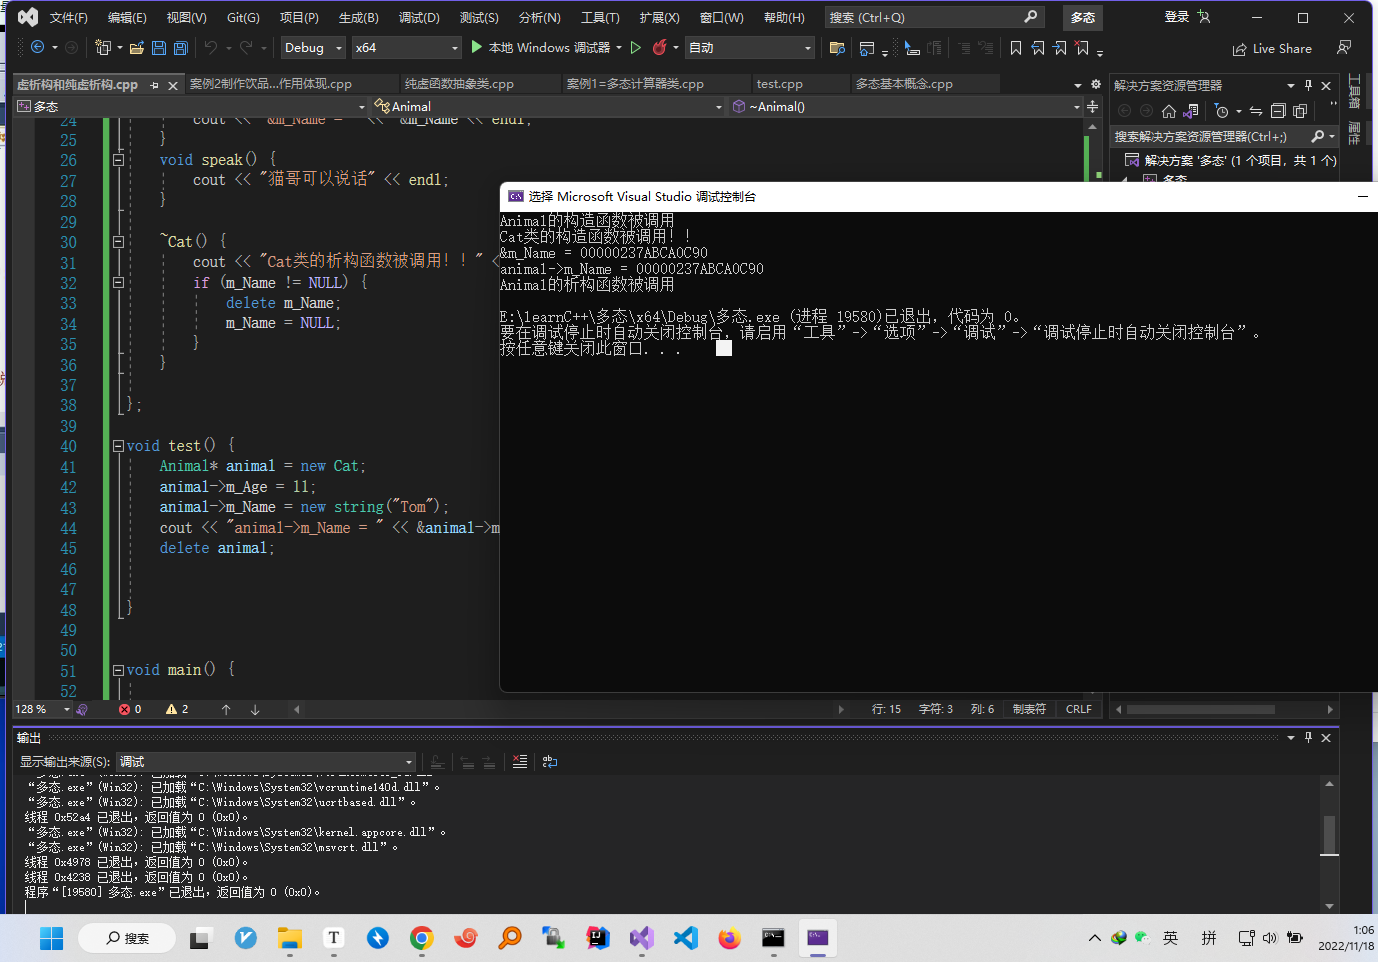 文件(F) 编辑(E) 视图(V) Git(G) 项目(P) 生成(B) 调试(D) 测试(S) 分析(N) 工具(T) 扩展(X) 窗口(W) 帮助(H) 搜索 (Ctrl+Q) 多态 登录
Debug x64 本地 Windows 调试器 自动 Live Share
虚析构和纯虚析构.cpp 案例2制作饮品...作用体现.cpp 纯虚函数抽象类.cpp 案例1=多态计算器类.cpp test.cpp 多态基本概念.cpp
多态 Animal ~Animal()
解决方案资源管理器
搜索解决方案资源管理器(Ctrl+;)
解决方案 '多态' (1 个项目，共 1 个)
多态
工具箱
属性
24 cout << "&m_Name = " << &m_Name << endl;
25 }
26 void speak() {
27 cout << "猫哥可以说话" << endl;
28 }
29
30 ~Cat() {
31 cout << "Cat类的析构函数被调用！！" <
32 if (m_Name != NULL) {
33 delete m_Name;
34 m_Name = NULL;
35 }
36 }
37
38 };
39
40 void test() {
41 Animal* animal = new Cat;
42 animal->m_Age = 11;
43 animal->m_Name = new string("Tom");
44 cout << "animal->m_Name = " << &animal->m
45 delete animal;
46
47
48 }
49
50
51 void main() {
52
选择 Microsoft Visual Studio 调试控制台
Animal的构造函数被调用
Cat类的构造函数被调用！！
&m_Name = 00000237ABCA0C90
animal->m_Name = 00000237ABCA0C90
Animal的析构函数被调用
E:\learnC++\多态\x64\Debug\多态.exe (进程 19580)已退出，代码为 0。
要在调试停止时自动关闭控制台，请启用“工具”->“选项”->“调试”->“调试停止时自动关闭控制台”。
按任意键关闭此窗口. . .
128 % 0 2 行: 15 字符: 3 列: 6 制表符 CRLF
输出
显示输出来源(S): 调试
“多态.exe”(Win32): 已加载“C:\Windows\System32\vcruntime140d.dll”。
“多态.exe”(Win32): 已加载“C:\Windows\System32\ucrtbased.dll”。
线程 0x52a4 已退出，返回值为 0 (0x0)。
“多态.exe”(Win32): 已加载“C:\Windows\System32\kernel.appcore.dll”。
“多态.exe”(Win32): 已加载“C:\Windows\System32\msvcrt.dll”。
线程 0x4978 已退出，返回值为 0 (0x0)。
线程 0x4238 已退出，返回值为 0 (0x0)。
程序“[19580] 多态.exe”已退出，返回值为 0 (0x0)。
搜索 英 拼 1:06
2022/11/18